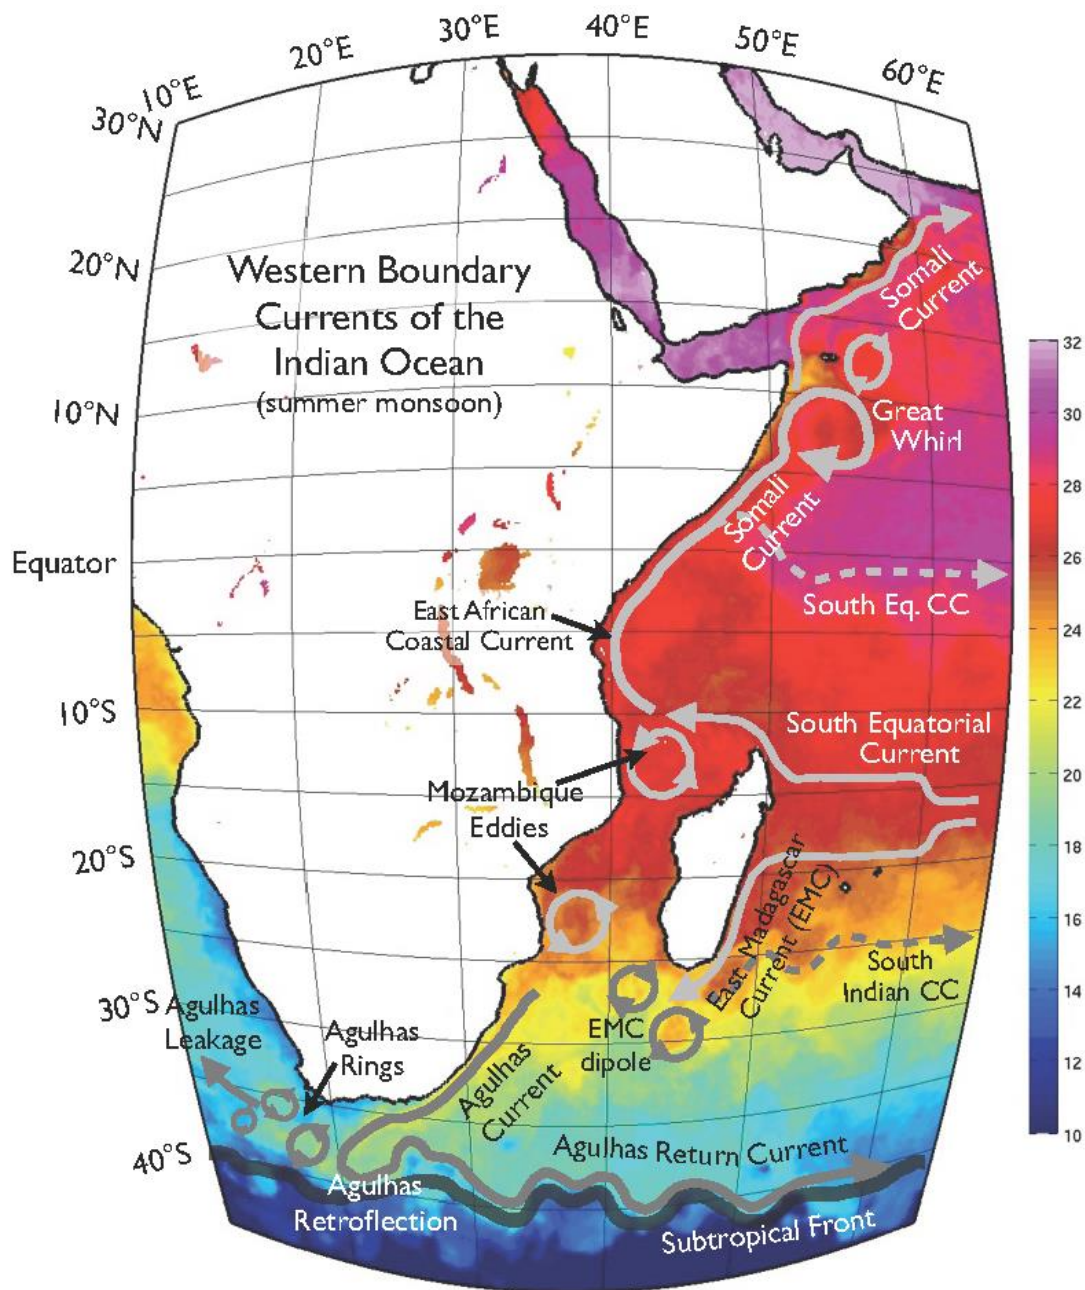 10°E
20°E
30°E
40°E
50°E
60°E
30°N
20°N
10°N
Equator
10°S
20°S
30°S
40°S
Western Boundary
Currents of the
Indian Ocean
(summer monsoon)
Somali
Current
Great
Whirl
Somali
Current
South Eq. CC
East African
Coastal Current
South Equatorial
Current
Mozambique
Eddies
East Madagascar
Current (EMC)
South
Indian CC
EMC
dipole
Agulhas
Leakage
Agulhas
Rings
Agulhas
Current
Agulhas Return Current
Agulhas
Retroflection
Subtropical Front
32
30
28
26
24
22
20
18
16
14
12
10